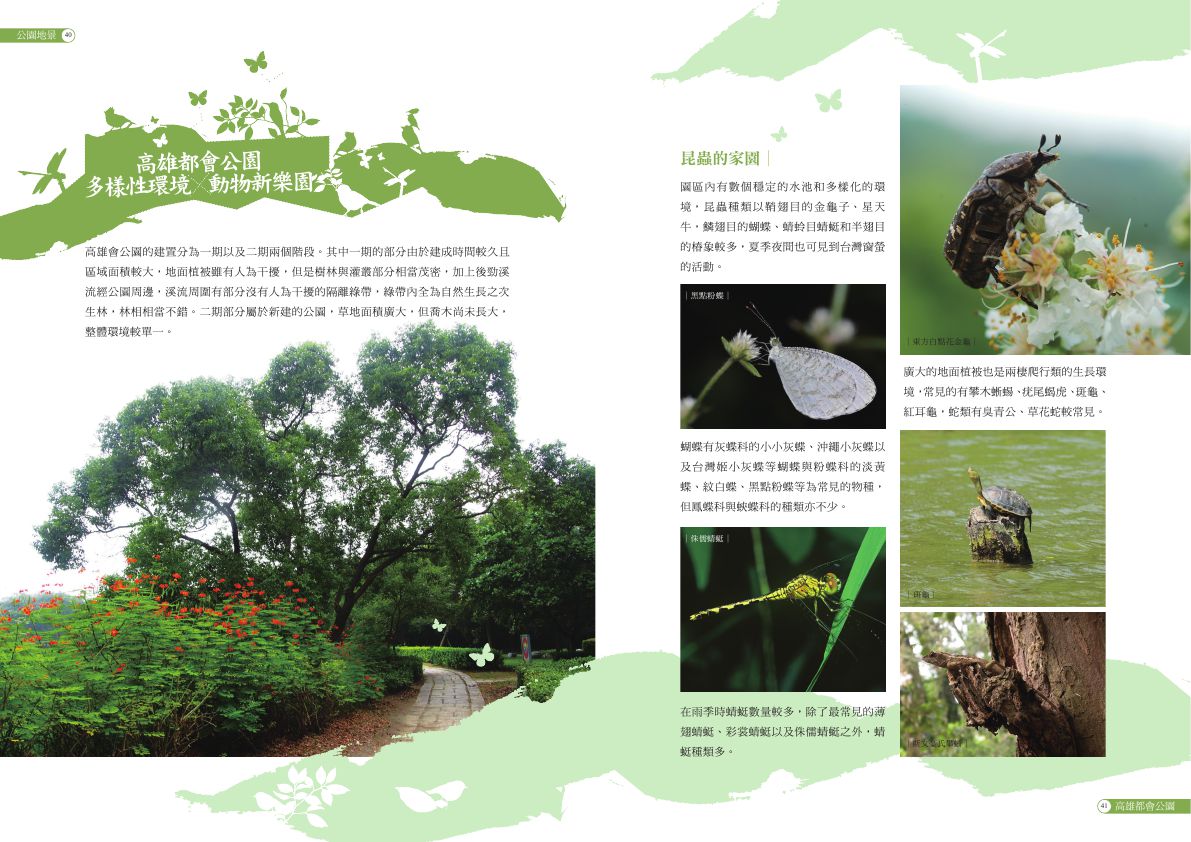 公園地景 40
高雄都會公園
多樣性環境×動物新樂園
高雄會公園的建置分為一期以及二期兩個階段。其中一期的部分由於建成時間較久且
區域面積較大，地面植被雖有人為干擾，但是樹林與灌叢部分相當茂密，加上後勁溪
流經公園周邊，溪流周圍有部分沒有人為干擾的隔離綠帶，綠帶內全為自然生長之次
生林，林相相當不錯。二期部分屬於新建的公園，草地面積廣大，但喬木尚未長大，
整體環境較單一。
昆蟲的家園｜
園區內有數個穩定的水池和多樣化的環
境，昆蟲種類以鞘翅目的金龜子、星天
牛，鱗翅目的蝴蝶、蜻蛉目蜻蜓和半翅目
的椿象較多，夏季夜間也可見到台灣窗螢
的活動。
｜黑點粉蝶｜
蝴蝶有灰蝶科的小小灰蝶、沖繩小灰蝶以
及台灣姬小灰蝶等蝴蝶與粉蝶科的淡黃
蝶、紋白蝶、黑點粉蝶等為常見的物種，
但鳳蝶科與蛺蝶科的種類亦不少。
｜侏儒蜻蜓｜
在雨季時蜻蜓數量較多，除了最常見的薄
翅蜻蜓、彩裳蜻蜓以及侏儒蜻蜓之外，蜻
蜓種類多。
｜東方白點花金龜｜
廣大的地面植被也是兩棲爬行類的生長環
境，常見的有攀木蜥蜴、疣尾蝎虎、斑龜、
紅耳龜，蛇類有臭青公、草花蛇較常見。
｜斑龜｜
｜斯文豪氏攀蜥｜
41 高雄都會公園